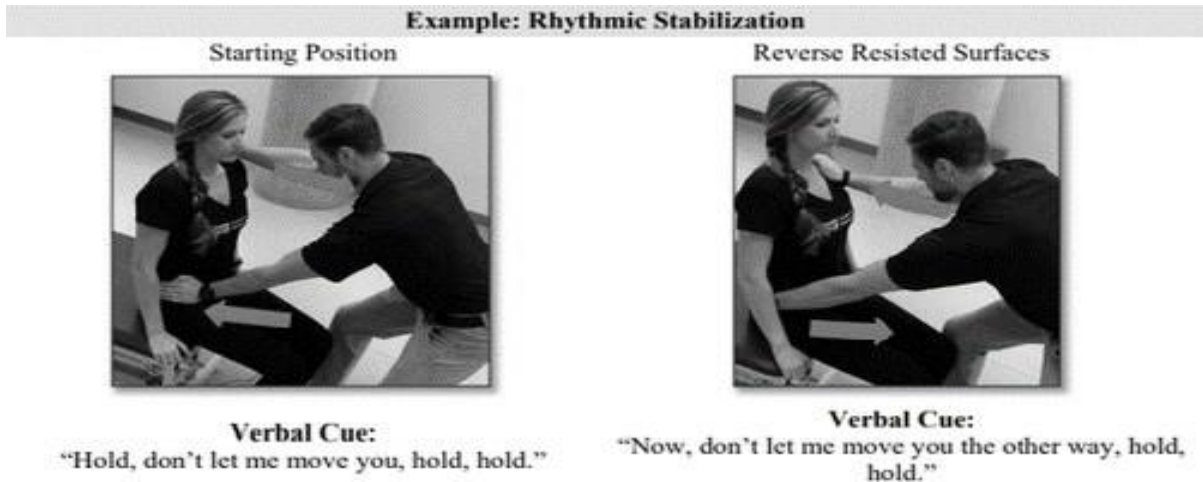 Example: Rhythmic Stabilization
Starting Position
Reverse Resisted Surfaces
Verbal Cue:
“Hold, don’t let me move you, hold, hold.”
Verbal Cue:
“Now, don’t let me move you the other way, hold,
hold.”